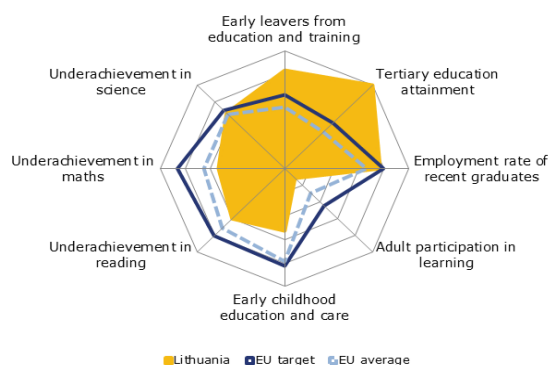 Early leavers from
education and training
Underachievement in
science
Tertiary education
attainment
Underachievement in
maths
Employment rate of
recent graduates
Underachievement in
reading
Adult participation in
learning
Early childhood
education and care
Lithuania EU target EU average